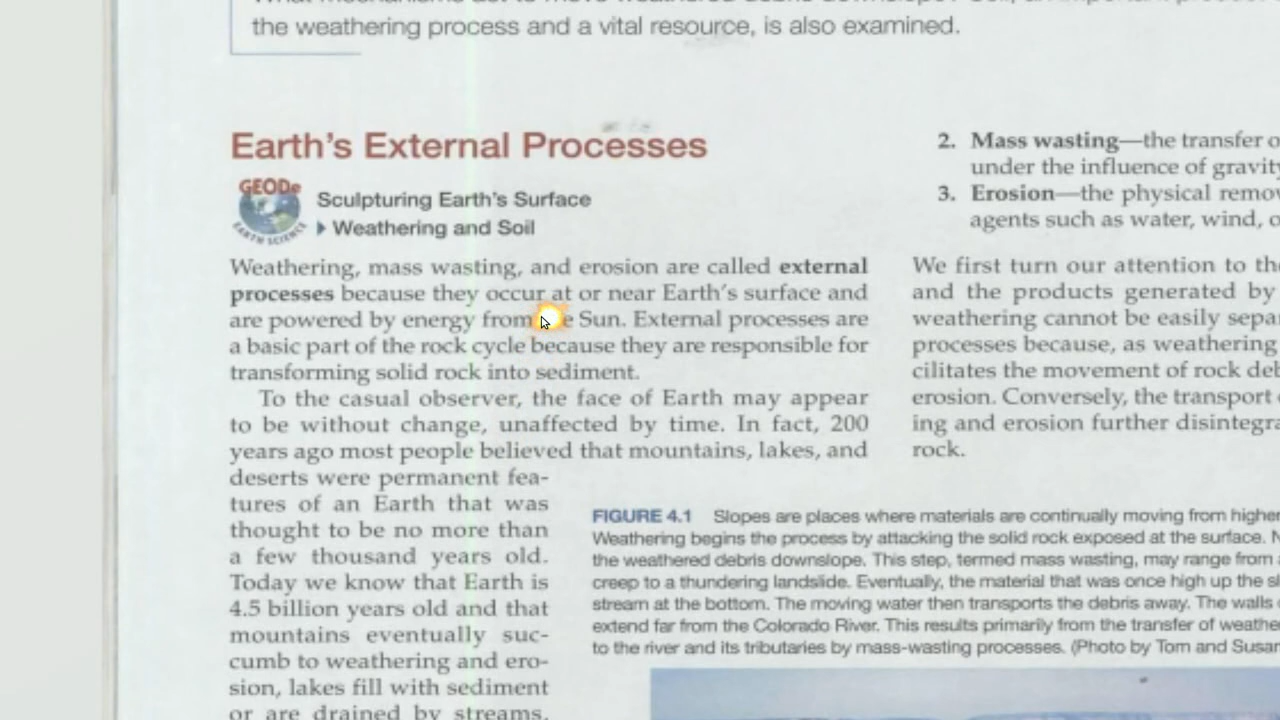 the weathering process and a vital resource, is also examined.
Earth's External Processes
GEODe
EARTH SCIENCE
Sculpturing Earth's Surface
Weathering and Soil
Weathering, mass wasting, and erosion are called external
processes because they occur at or near Earth's surface and
are powered by energy from Sun. External processes are
a basic part of the rock cycle because they are responsible for
transforming solid rock into sediment.
To the casual observer, the face of Earth may appear
to be without change, unaffected by time. In fact, 200
years ago most people believed that mountains, lakes, and
deserts were permanent fea-
tures of an Earth that was
thought to be no more than
a few thousand years old.
Today we know that Earth is
4.5 billion years old and that
mountains eventually suc-
cumb to weathering and ero-
sion, lakes fill with sediment
or are drained by streams,
2. Mass wasting—the transfer o
under the influence of gravity
3. Erosion—the physical remov
agents such as water, wind, o
We first turn our attention to the
and the products generated by
weathering cannot be easily separ
processes because, as weathering
cilitates the movement of rock deb
erosion. Conversely, the transport
ing and erosion further disintegra
rock.
FIGURE 4.1 Slopes are places where materials are continually moving from higher
Weathering begins the process by attacking the solid rock exposed at the surface. N
the weathered debris downslope. This step, termed mass wasting, may range from
creep to a thundering landslide. Eventually, the material that was once high up the sl
stream at the bottom. The moving water then transports the debris away. The walls
extend far from the Colorado River. This results primarily from the transfer of weathe
to the river and its tributaries by mass-wasting processes. (Photo by Tom and Susan